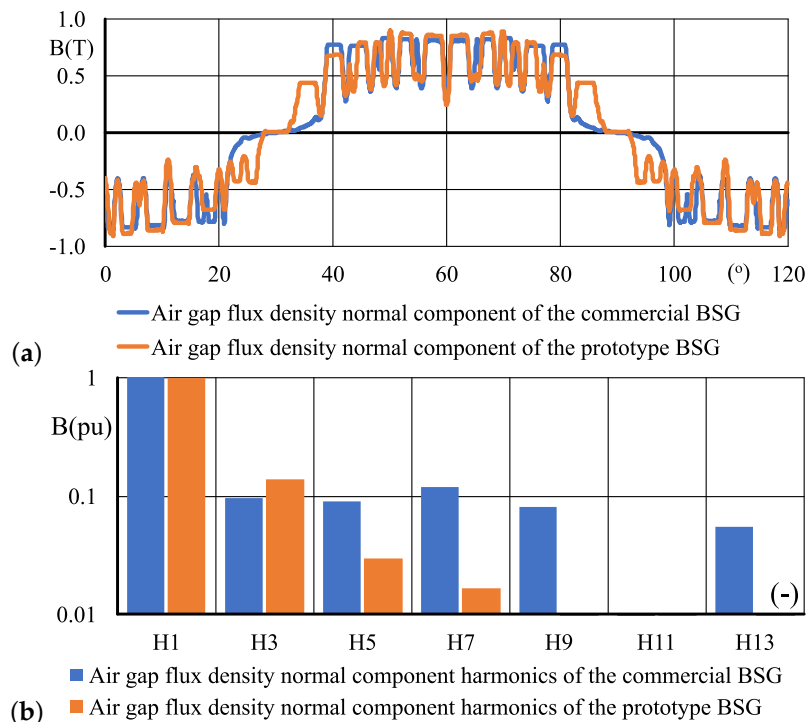 1.0
B(T)
0.5
0.0
-0.5
-1.0
0 20 40 60 80 100 (o) 120
Air gap flux density normal component of the commercial BSG
(a) Air gap flux density normal component of the prototype BSG
1
B(pu)
0.1
0.01 (-)
H1 H3 H5 H7 H9 H11 H13
Air gap flux density normal component harmonics of the commercial BSG
(b) Air gap flux density normal component harmonics of the prototype BSG